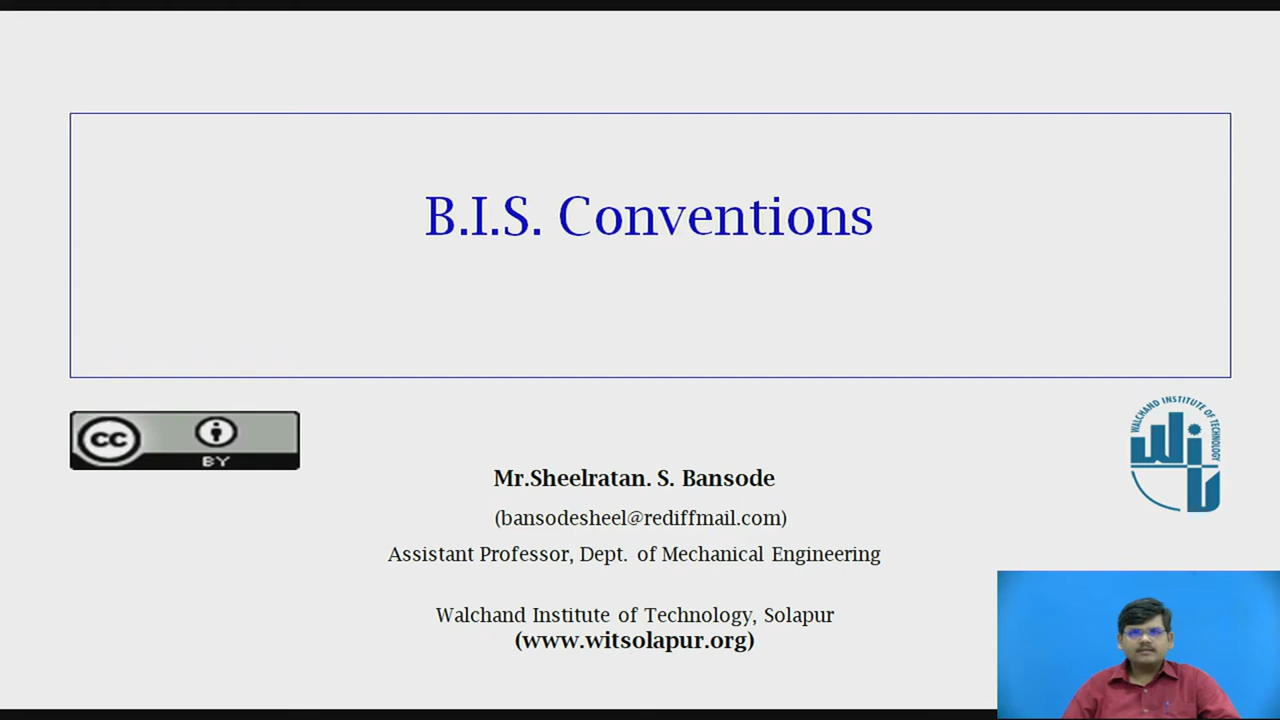 B.I.S. Conventions
CC
BY
WALCHAND INSTITUTE OF TECHNOLOGY
Mr.Sheelratan. S. Bansode
(bansodesheel@rediffmail.com)
Assistant Professor, Dept. of Mechanical Engineering
Walchand Institute of Technology, Solapur
(www.witsolapur.org)